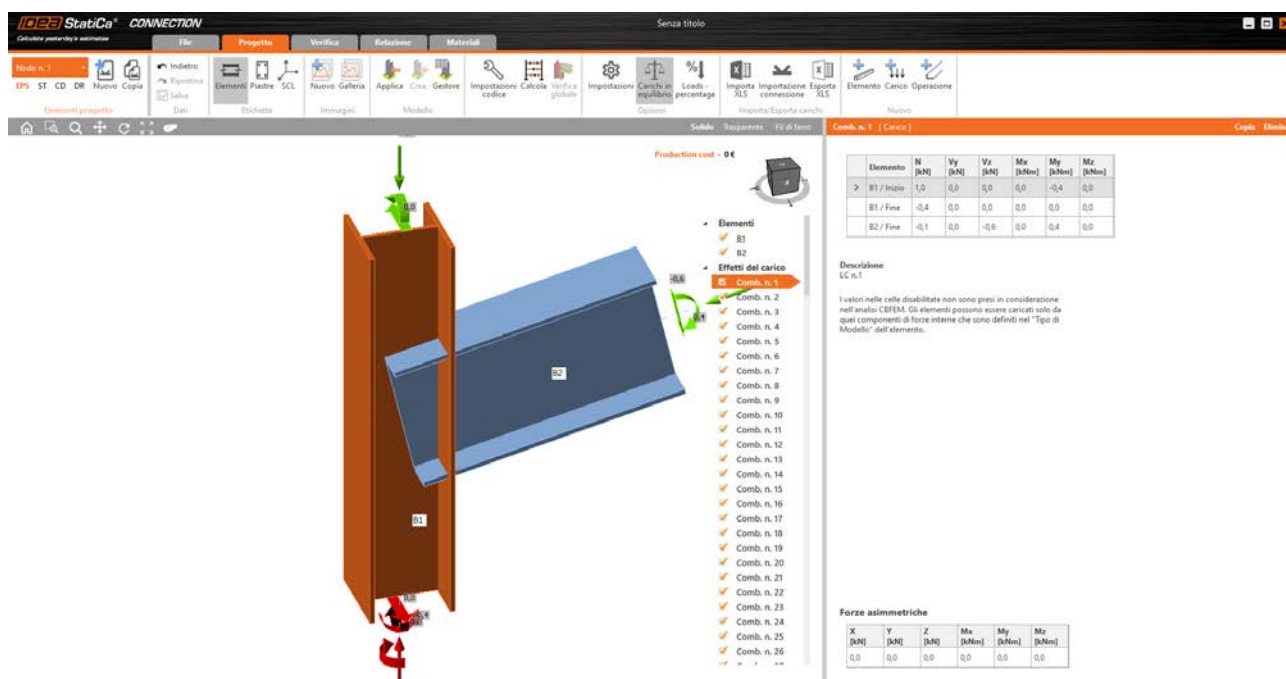 IDEA StatiCa® CONNECTION
Senza titolo
Calculate yesterday's estimates
File Progetto Verifica Relazione Materiali
Nodo n. 1
EPS ST CD DR Nuovo Copia
Indietro
Ripristina
Salva
Elementi Piastre SCL
Nuovo Galleria
Applica Crea Gestore
Impostazioni codice Calcola Verifica globale
Impostazioni Carichi in equilibrio Loads - percentage
Importa XLS Importazione connessione Esporta XLS
Elemento Carico Operazione
Elementi progetto Dati Etichette Immagini Modello Opzioni Importa/Esporta carichi Nuovo
Solido Trasparente Fil di ferro
Comb. n. 1 [Carico]
Copia
Production cost - 0 €
Elemento N [kN] Vy [kN] Vz [kN] Mx [kNm] My [kNm] Mz [kNm]
> B1 / Inizio 1,0 0,0 0,0 0,0 -0,4 0,0
B1 / Fine -0,4 0,0 0,0 0,0 0,0 0,0
B2 / Fine -0,1 0,0 -0,6 0,0 0,4 0,0
Descrizione
LC n.1
I valori nelle celle disabilitate non sono presi in considerazione
nell'analisi CBFEM. Gli elementi possono essere caricati solo da
quei componenti di forze interne che sono definiti nel "Tipo di
Modello" dell'elemento.
Elementi
B1
B2
Effetti del carico
Comb. n. 1
Comb. n. 2
Comb. n. 3
Comb. n. 4
Comb. n. 5
Comb. n. 6
Comb. n. 7
Comb. n. 8
Comb. n. 9
Comb. n. 10
Comb. n. 11
Comb. n. 12
Comb. n. 13
Comb. n. 14
Comb. n. 15
Comb. n. 16
Comb. n. 17
Comb. n. 18
Comb. n. 19
Comb. n. 20
Comb. n. 21
Comb. n. 22
Comb. n. 23
Comb. n. 24
Comb. n. 25
Comb. n. 26
0,0
-0,6
0,4
B2
B1
0,0
Forze asimmetriche
X [kN] Y [kN] Z [kN] Mx [kNm] My [kNm] Mz [kNm]
0,0 0,0 0,0 0,0 0,0 0,0